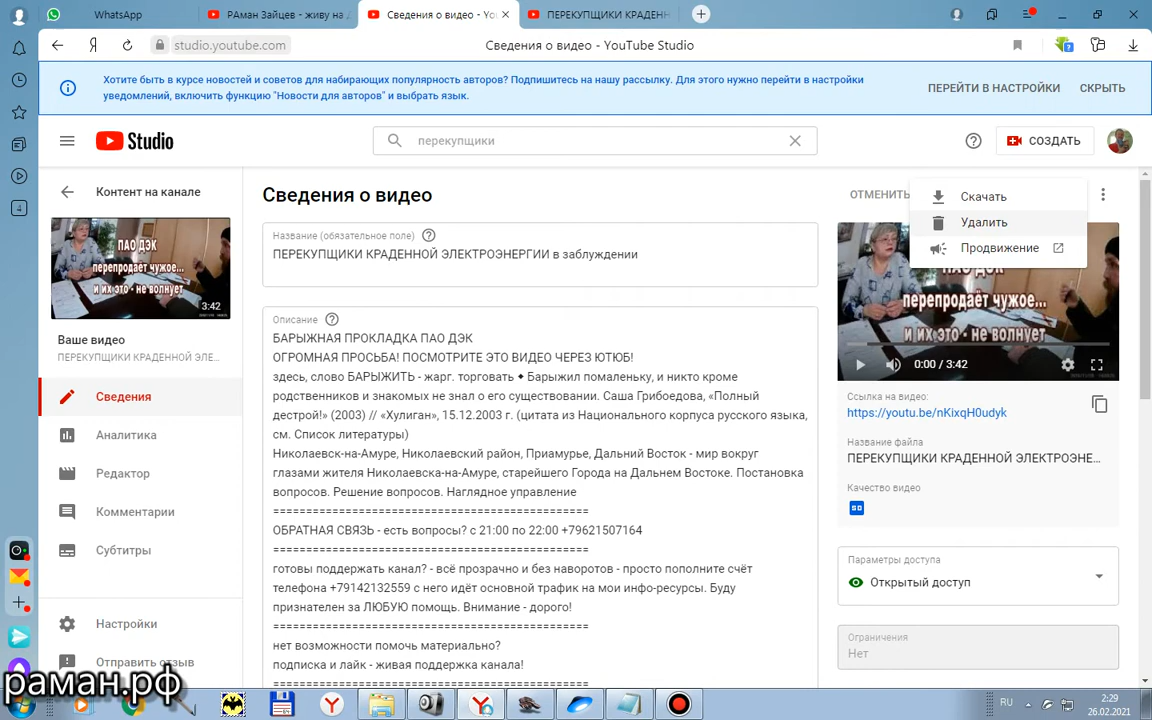 WhatsApp
РАман Зайцев - живу на
Сведения о видео - You
ПЕРЕКУПЩИКИ КРАДЕНН
studio.youtube.com
Сведения о видео - YouTube Studio
Хотите быть в курсе новостей и советов для набирающих популярность авторов? Подпишитесь на нашу рассылку. Для этого нужно перейти в настройки
уведомлений, включить функцию "Новости для авторов" и выбрать язык.
ПЕРЕЙТИ В НАСТРОЙКИ
СКРЫТЬ
Studio
перекупщики
СОЗДАТЬ
Контент на канале
ПАО ДЭК
перепродаёт чужое...
и их это - не волнует
3:42
Ваше видео
ПЕРЕКУПЩИКИ КРАДЕННОЙ ЭЛЕ...
Сведения
Аналитика
Редактор
Комментарии
Субтитры
Настройки
Отправить отзыв
Сведения о видео
ОТМЕНИТЬ
Скачать
Удалить
Продвижение
Название (обязательное поле)
ПЕРЕКУПЩИКИ КРАДЕННОЙ ЭЛЕКТРОЭНЕРГИИ в заблуждении
Описание
БАРЫЖНАЯ ПРОКЛАДКА ПАО ДЭК
ОГРОМНАЯ ПРОСЬБА! ПОСМОТРИТЕ ЭТО ВИДЕО ЧЕРЕЗ ЮТЮБ!
здесь, слово БАРЫЖИТЬ - жарг. торговать ◆ Барыжил помаленьку, и никто кроме
родственников и знакомых не знал о его существовании. Саша Грибоедова, «Полный
дестрой!» (2003) // «Хулиган», 15.12.2003 г. (цитата из Национального корпуса русского языка,
см. Список литературы)
Николаевск-на-Амуре, Николаевский район, Приамурье, Дальний Восток - мир вокруг
глазами жителя Николаевска-на-Амуре, старейшего Города на Дальнем Востоке. Постановка
вопросов. Решение вопросов. Наглядное управление
================================================
ОБРАТНАЯ СВЯЗЬ - есть вопросы? с 21:00 по 22:00 +79621507164
================================================
готовы поддержать канал? - всё прозрачно и без наворотов - просто пополните счёт
телефона +79142132559 с него идёт основной трафик на мои инфо-ресурсы. Буду
признателен за ЛЮБУЮ помощь. Внимание - дорого!
================================================
нет возможности помочь материально?
подписка и лайк - живая поддержка канала!
================================================
ПАО ДЭК
перепродаёт чужое...
и их это - не волнует
0:00 / 3:42
Ссылка на видео:
https://youtu.be/nKixqH0udyk
Название файла
ПЕРЕКУПЩИКИ КРАДЕННОЙ ЭЛЕКТРОЭНЕ...
Качество видео
SD
Параметры доступа
Открытый доступ
Ограничения
Нет
раман.рф
RU
2:29
26.02.2021